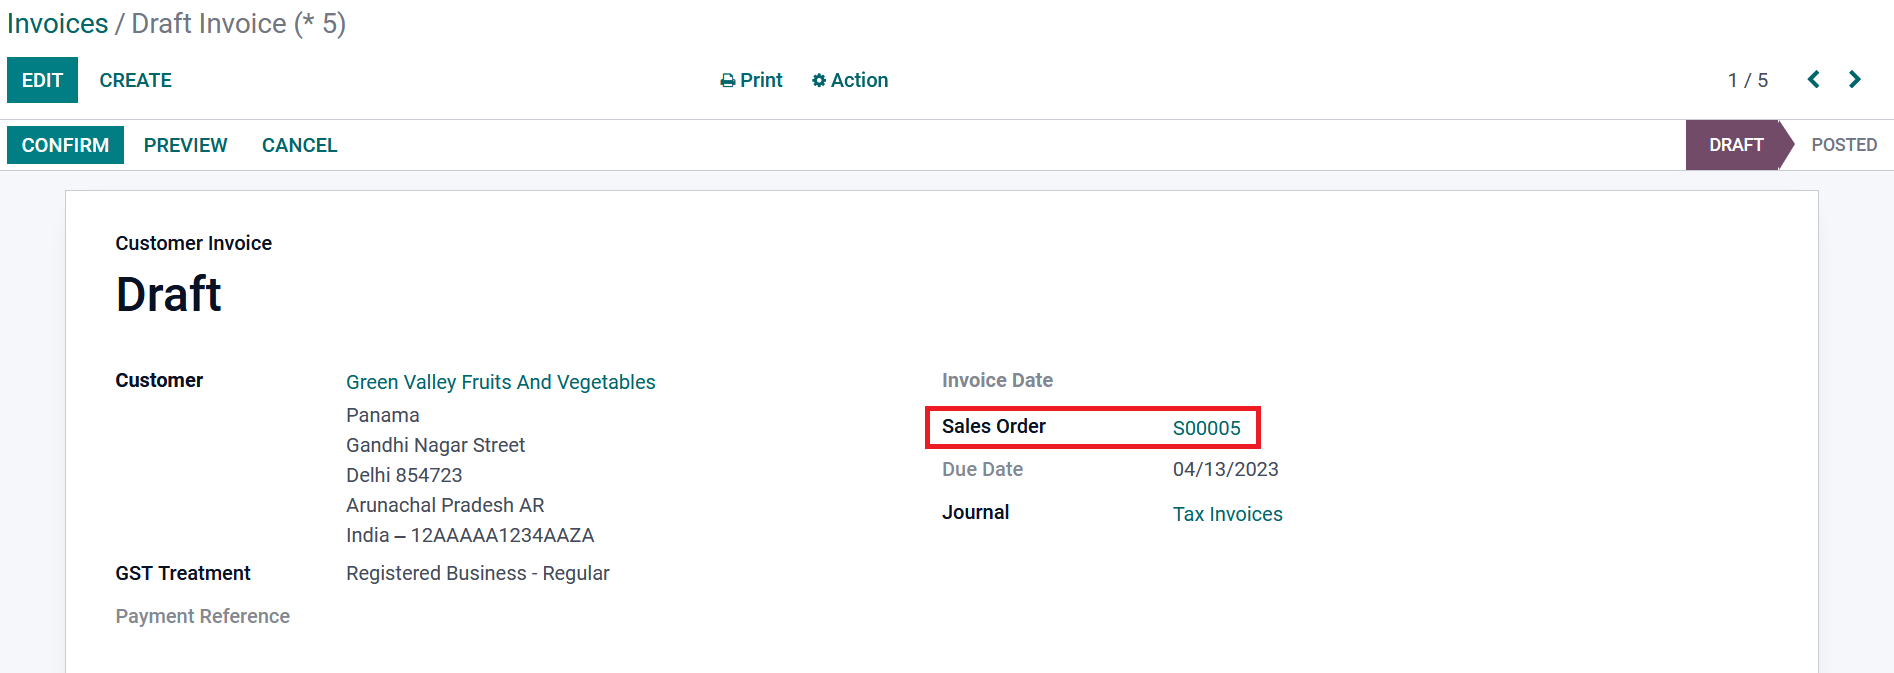 Invoices / Draft Invoice (* 5)
EDIT CREATE Print Action 1 / 5
CONFIRM PREVIEW CANCEL DRAFT POSTED
Customer Invoice
Draft
Customer Green Valley Fruits And Vegetables
Panama
Gandhi Nagar Street
Delhi 854723
Arunachal Pradesh AR
India – 12AAAAA1234AAZA
GST Treatment Registered Business - Regular
Payment Reference
Invoice Date
Sales Order S00005
Due Date 04/13/2023
Journal Tax Invoices